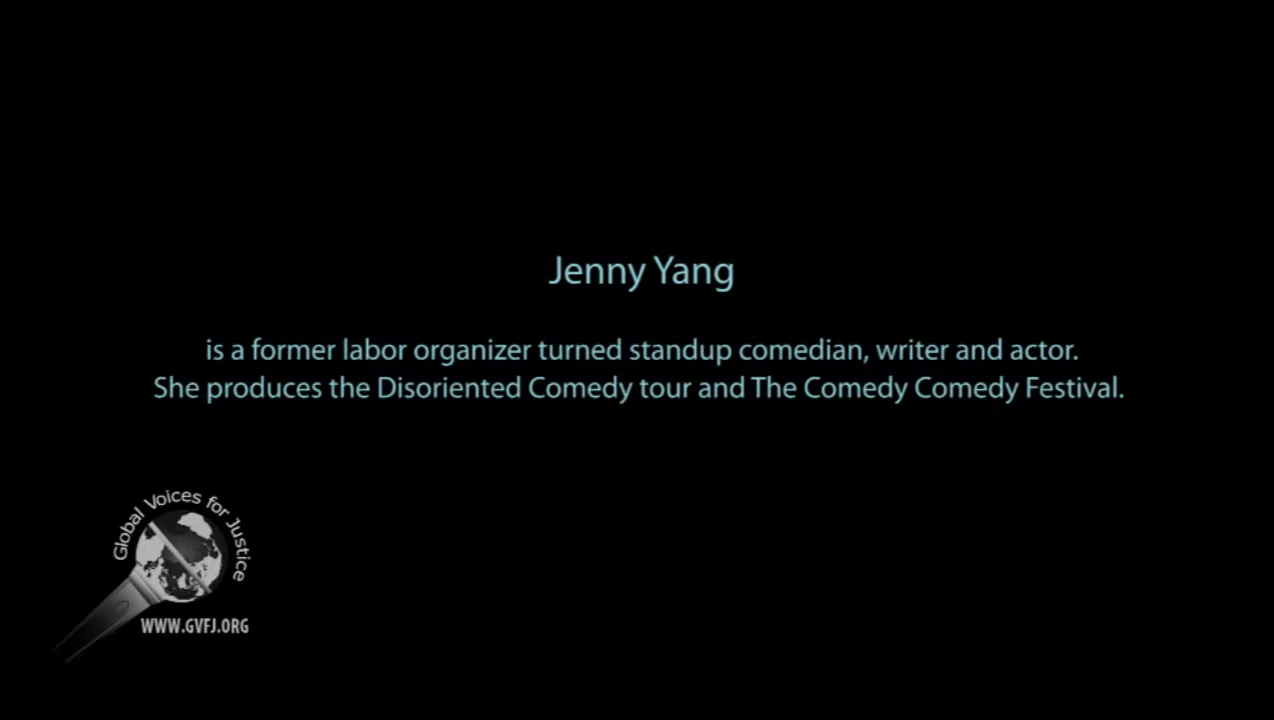 Jenny Yang
is a former labor organizer turned standup comedian, writer and actor.
She produces the Disoriented Comedy tour and The Comedy Comedy Festival.
Global Voices for Justice
WWW.GVFJ.ORG